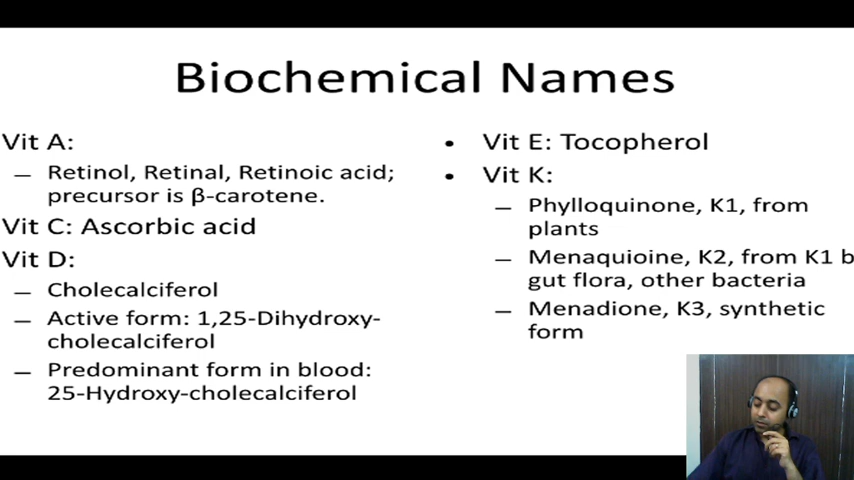 Biochemical Names
Vit A:
— Retinol, Retinal, Retinoic acid;
precursor is β-carotene.
Vit C: Ascorbic acid
Vit D:
— Cholecalciferol
— Active form: 1,25-Dihydroxy-
cholecalciferol
— Predominant form in blood:
25-Hydroxy-cholecalciferol
• Vit E: Tocopherol
• Vit K:
— Phylloquinone, K1, from
plants
— Menaquioine, K2, from K1 b
gut flora, other bacteria
— Menadione, K3, synthetic
form